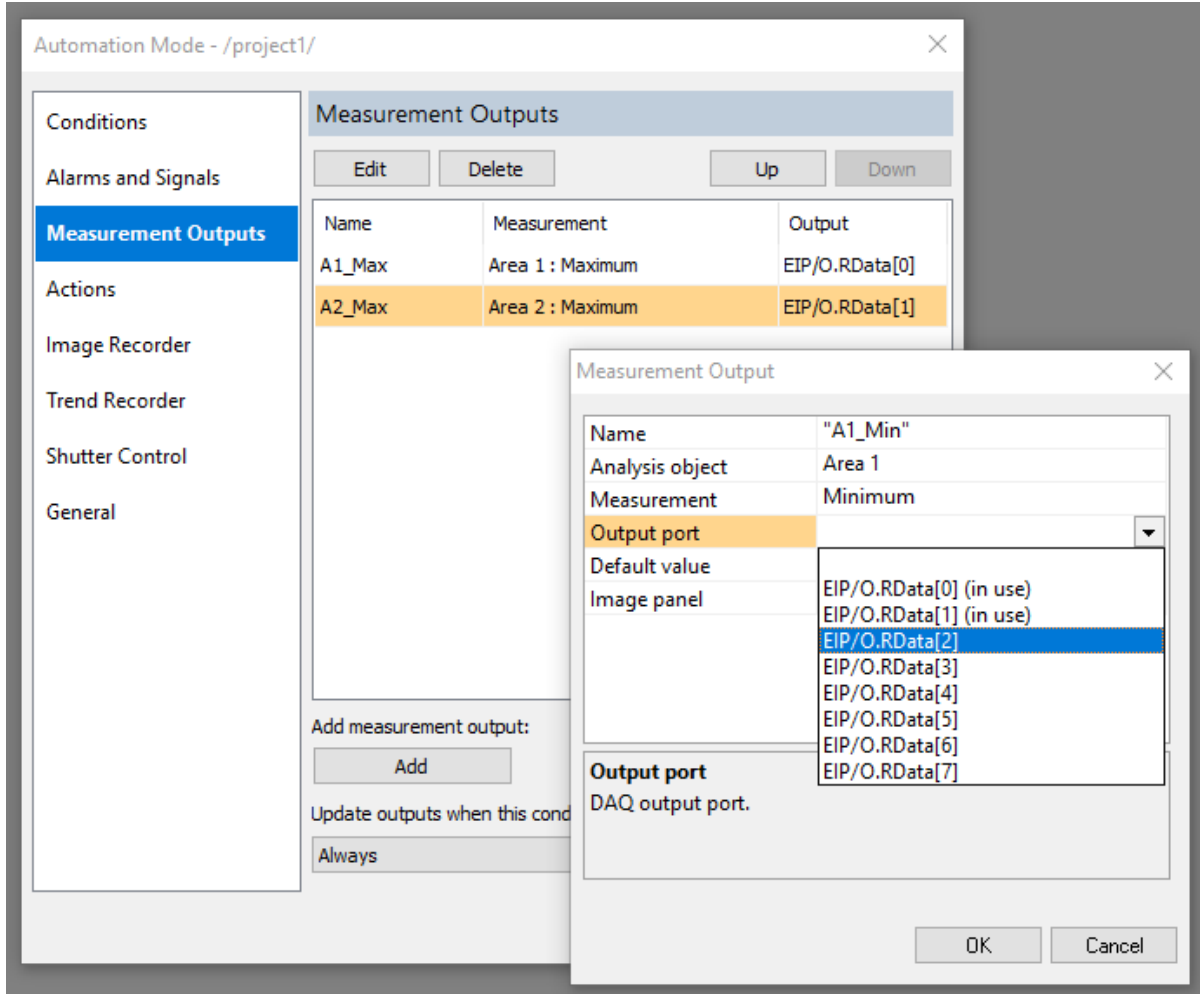 Automation Mode - /project1/
Conditions
Alarms and Signals
Measurement Outputs
Actions
Image Recorder
Trend Recorder
Shutter Control
General
Measurement Outputs
Edit Delete Up Down
Name Measurement Output
A1_Max Area 1 : Maximum EIP/O.RData[0]
A2_Max Area 2 : Maximum EIP/O.RData[1]
Add measurement output:
Add
Update outputs when this cond
Always
Measurement Output
Name "A1_Min"
Analysis object Area 1
Measurement Minimum
Output port
Default value
Image panel
EIP/O.RData[0] (in use)
EIP/O.RData[1] (in use)
EIP/O.RData[2]
EIP/O.RData[3]
EIP/O.RData[4]
EIP/O.RData[5]
EIP/O.RData[6]
EIP/O.RData[7]
Output port
DAQ output port.
OK Cancel